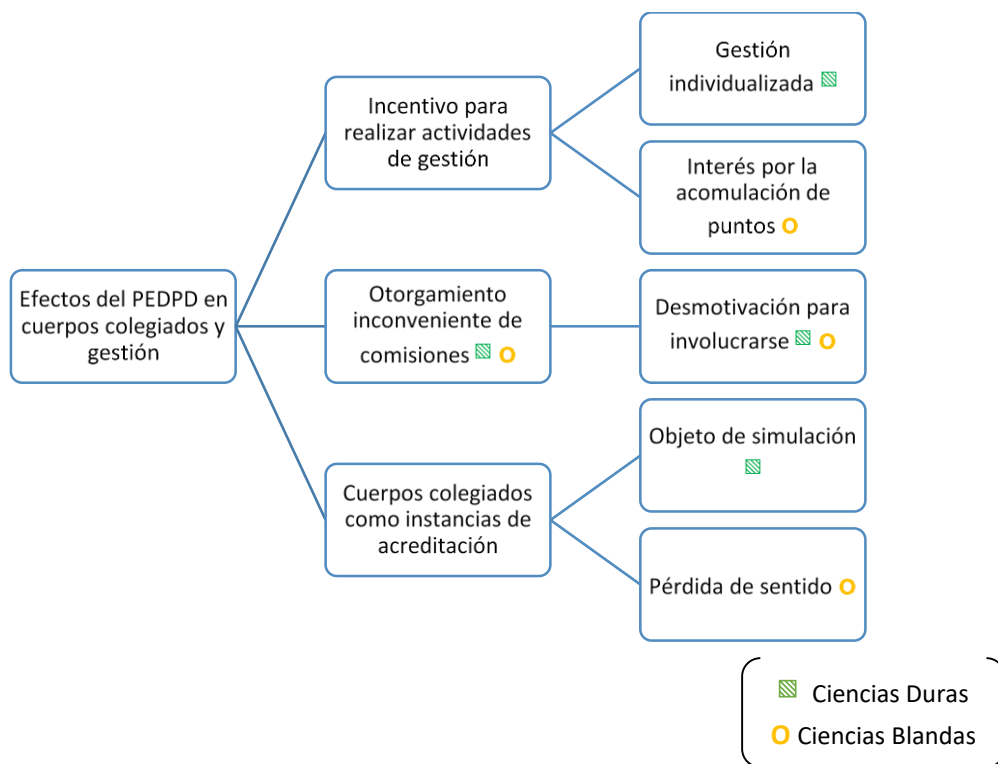 Efectos del PEDPD en
cuerpos colegiados y
gestión
Incentivo para
realizar actividades
de gestión
Gestión
individualizada
Interés por la
acomulación de
puntos O
Otorgamiento
inconveniente de
comisiones O
Desmotivación para
involucrarse O
Cuerpos colegiados
como instancias de
acreditación
Objeto de simulación
Pérdida de sentido O
Ciencias Duras
O Ciencias Blandas